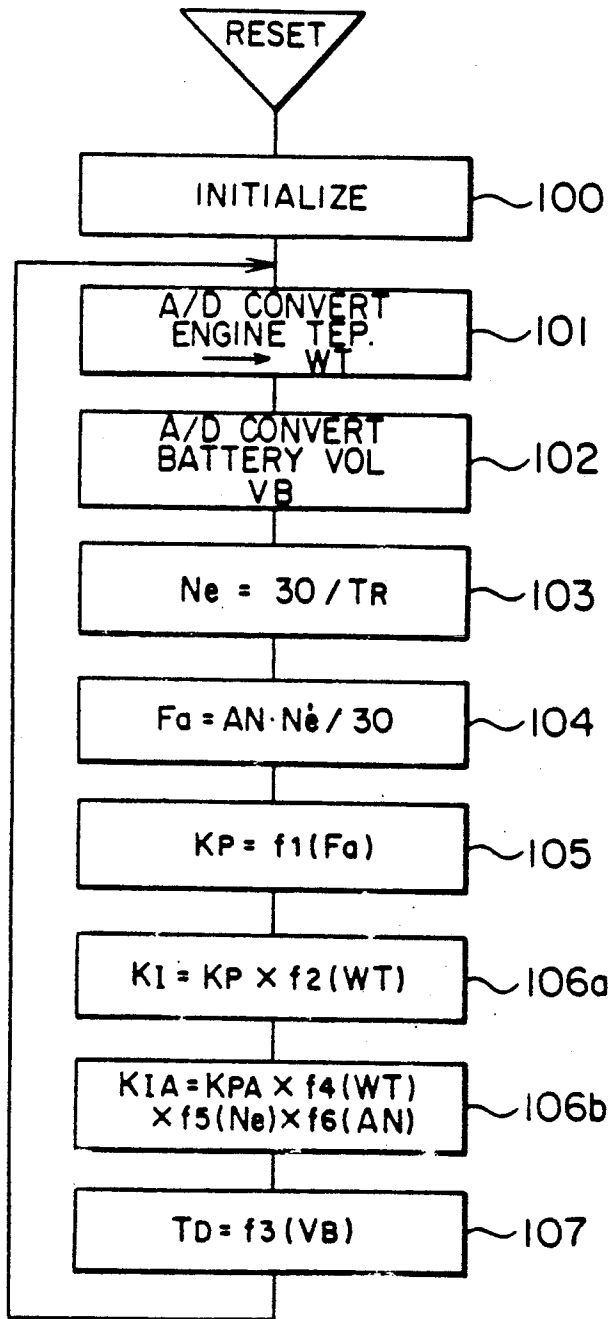 RESET
INITIALIZE
100
A/D CONVERT
ENGINE TEP.
→ WT
101
A/D CONVERT
BATTERY VOL
VB
102
Ne = 30 / TR
103
Fa = AN·Ne / 30
104
KP = f1(Fa)
105
KI = KP × f2(WT)
106a
KIA = KPA × f4(WT)
× f5(Ne) × f6(AN)
106b
TD = f3(VB)
107